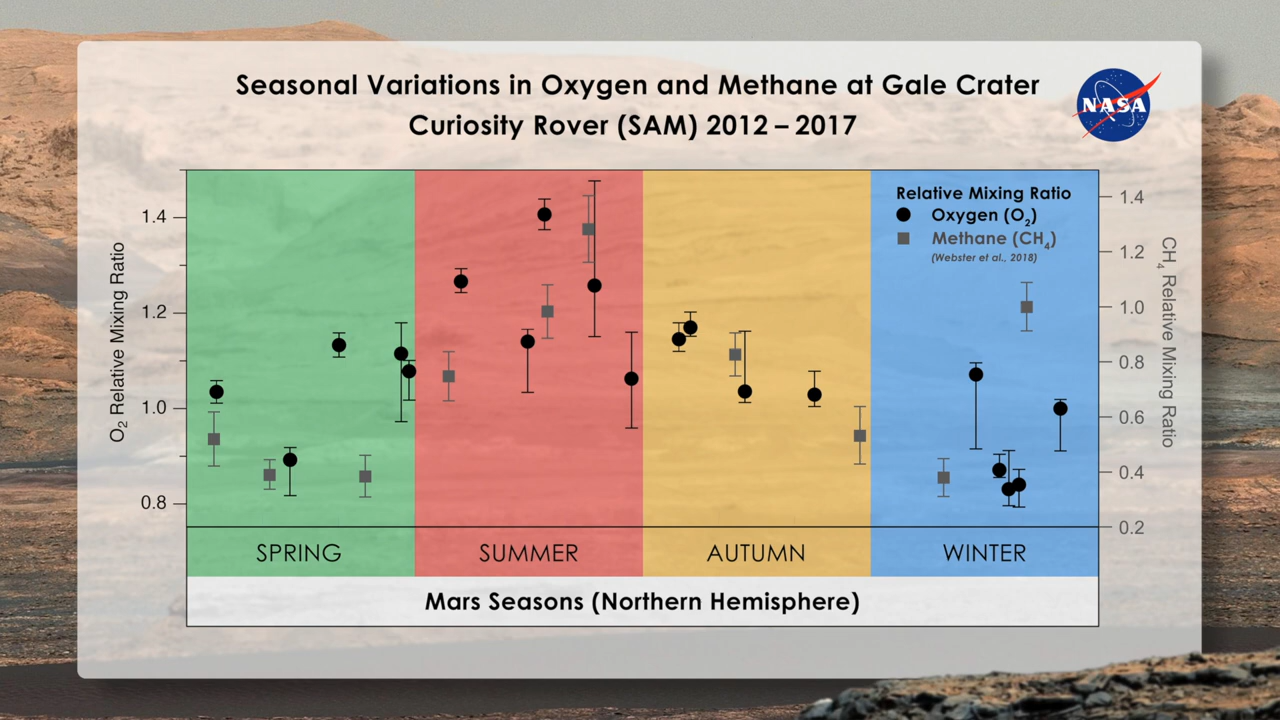 Seasonal Variations in Oxygen and Methane at Gale Crater
Curiosity Rover (SAM) 2012 – 2017
NASA
O2 Relative Mixing Ratio
1.4
1.2
1.0
0.8
Relative Mixing Ratio
Oxygen (O2)
Methane (CH4)
(Webster et al., 2018)
1.4
1.2
1.0
0.8
0.6
0.4
0.2
CH4 Relative Mixing Ratio
SPRING
SUMMER
AUTUMN
WINTER
Mars Seasons (Northern Hemisphere)